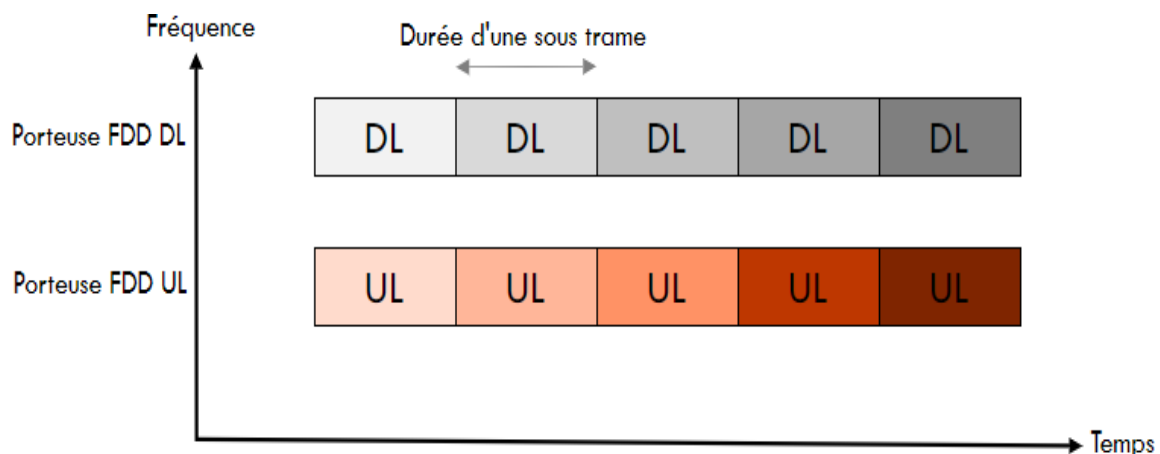 Fréquence
Durée d'une sous trame
Porteuse FDD DL
DL DL DL DL DL
Porteuse FDD UL
UL UL UL UL UL
Temps